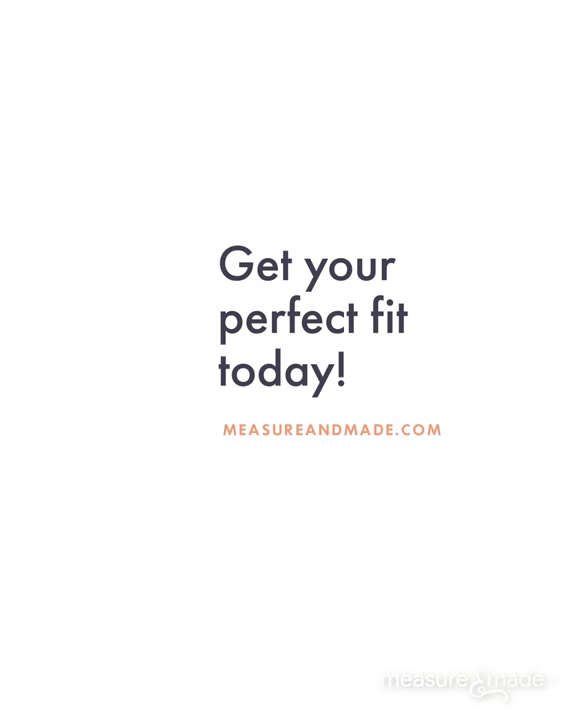 Get your
perfect fit
today!
MEASUREANDMADE.COM
measure & made